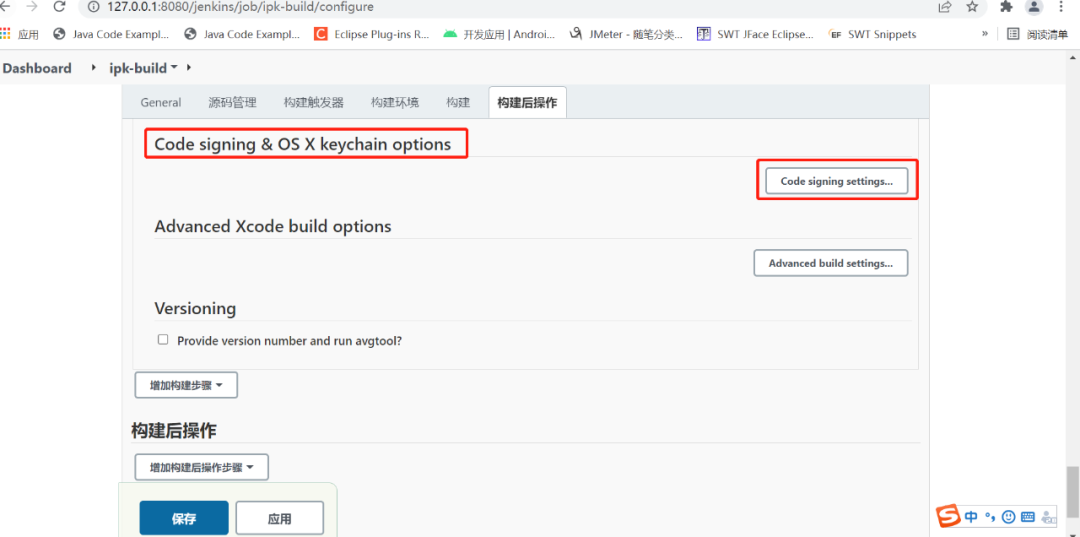 127.0.0.1:8080/jenkins/job/ipk-build/configure
应用 Java Code Exampl... Java Code Exampl... Eclipse Plug-ins R... 开发应用 | Androi... JMeter - 随笔分类... SWT JFace Eclipse... EF SWT Snippets » 阅读清单
Dashboard ipk-build
General 源码管理 构建触发器 构建环境 构建 构建后操作
Code signing & OS X keychain options
Code signing settings...
Advanced Xcode build options
Advanced build settings...
Versioning
Provide version number and run avgtool?
增加构建步骤
构建后操作
增加构建后操作步骤
保存 应用
S 中